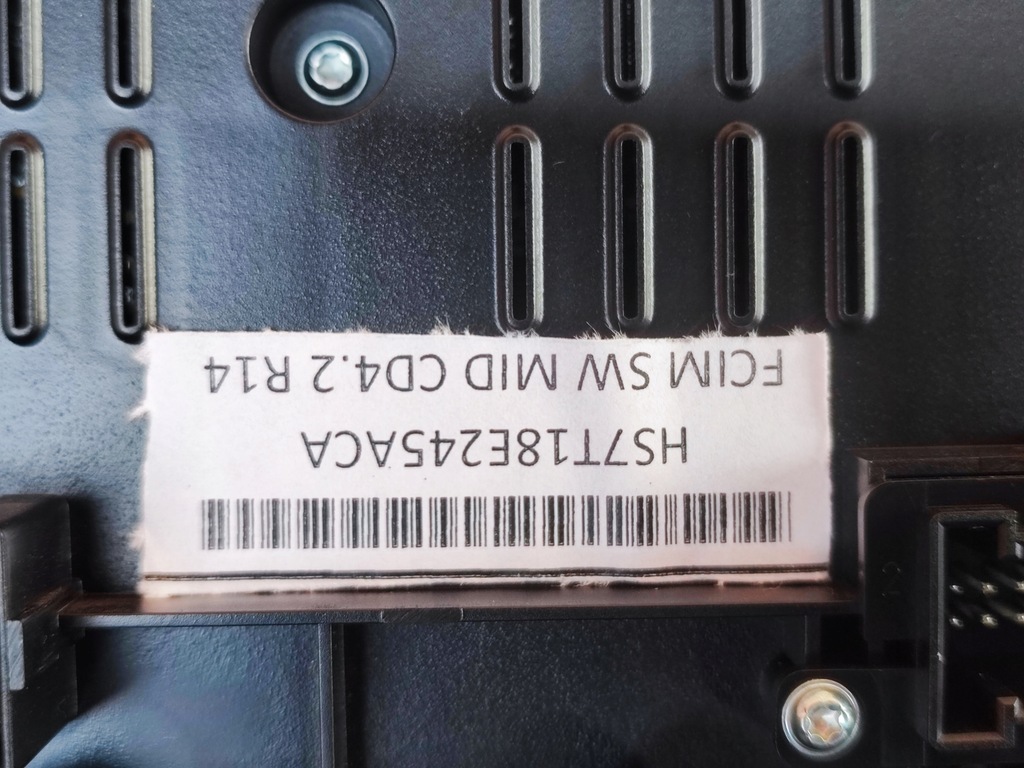 HS7T18E245ACA
FCIM SW MID CD4.2 R14